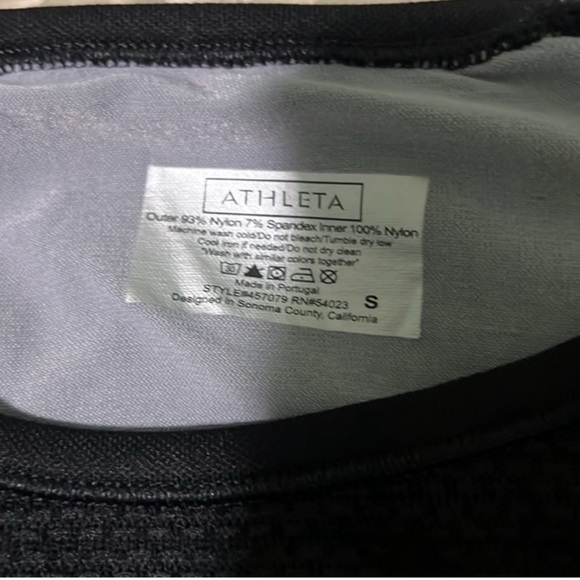 ATHLETA
Outer 93% Nylon 7% Spandex Inner 100% Nylon
Machine wash cold/Do not bleach/Tumble dry low
Cool iron if needed/Do not dry clean
"Wash with similar colors together"
30
Made in Portugal
STYLE#457079 RN#54023 S
Designed in Sonoma County, California